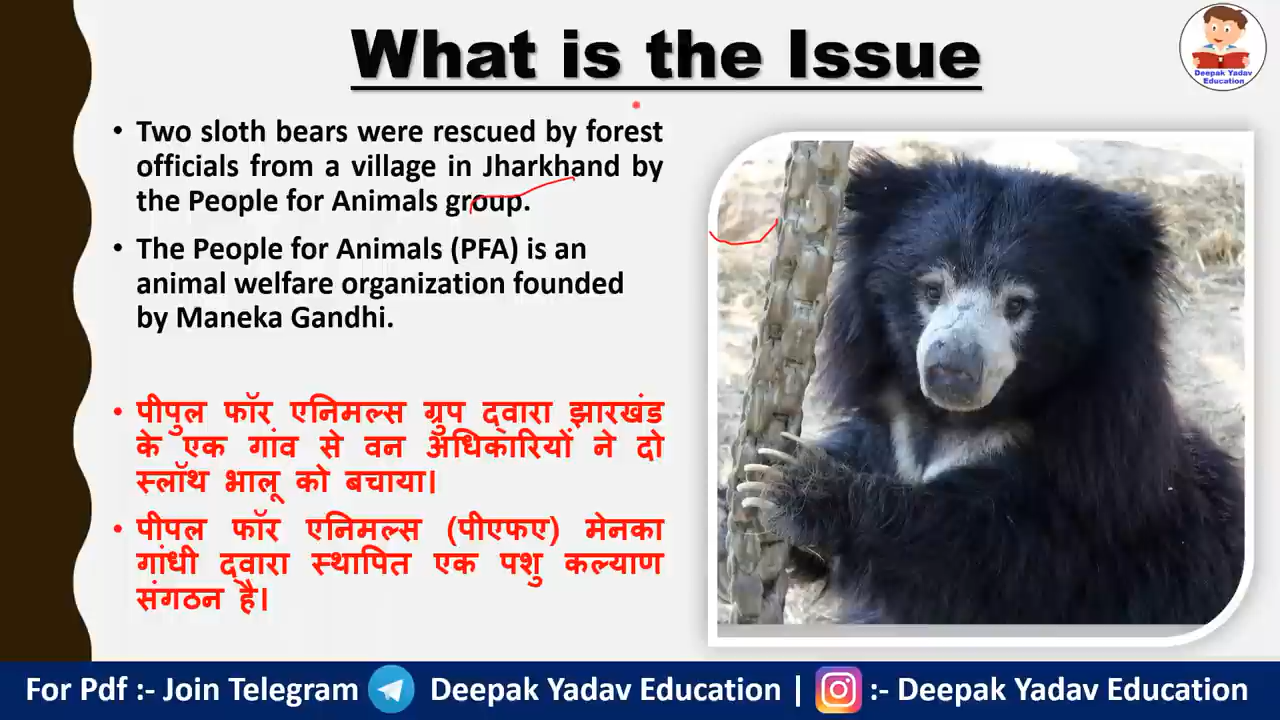 What is the Issue
Deepak Yadav
Education
• Two sloth bears were rescued by forest
officials from a village in Jharkhand by
the People for Animals group.
• The People for Animals (PFA) is an
animal welfare organization founded
by Maneka Gandhi.
• पीपुल फॉर एनिमल्स ग्रुप द्वारा झारखंड
के एक गांव से वन अधिकारियों ने दो
स्लॉथ भालू को बचाया।
• पीपल फॉर एनिमल्स (पीएफए) मेनका
गांधी द्वारा स्थापित एक पशु कल्याण
संगठन है।
For Pdf :- Join Telegram Deepak Yadav Education | :- Deepak Yadav Education